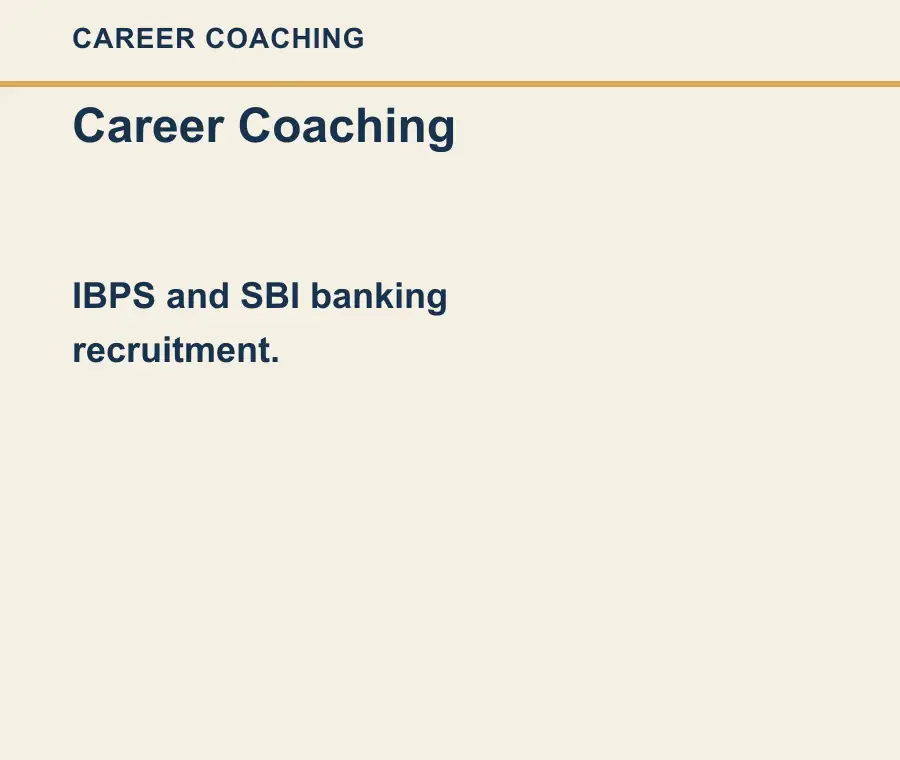 CAREER COACHING
Career Coaching
IBPS and SBI banking
recruitment.